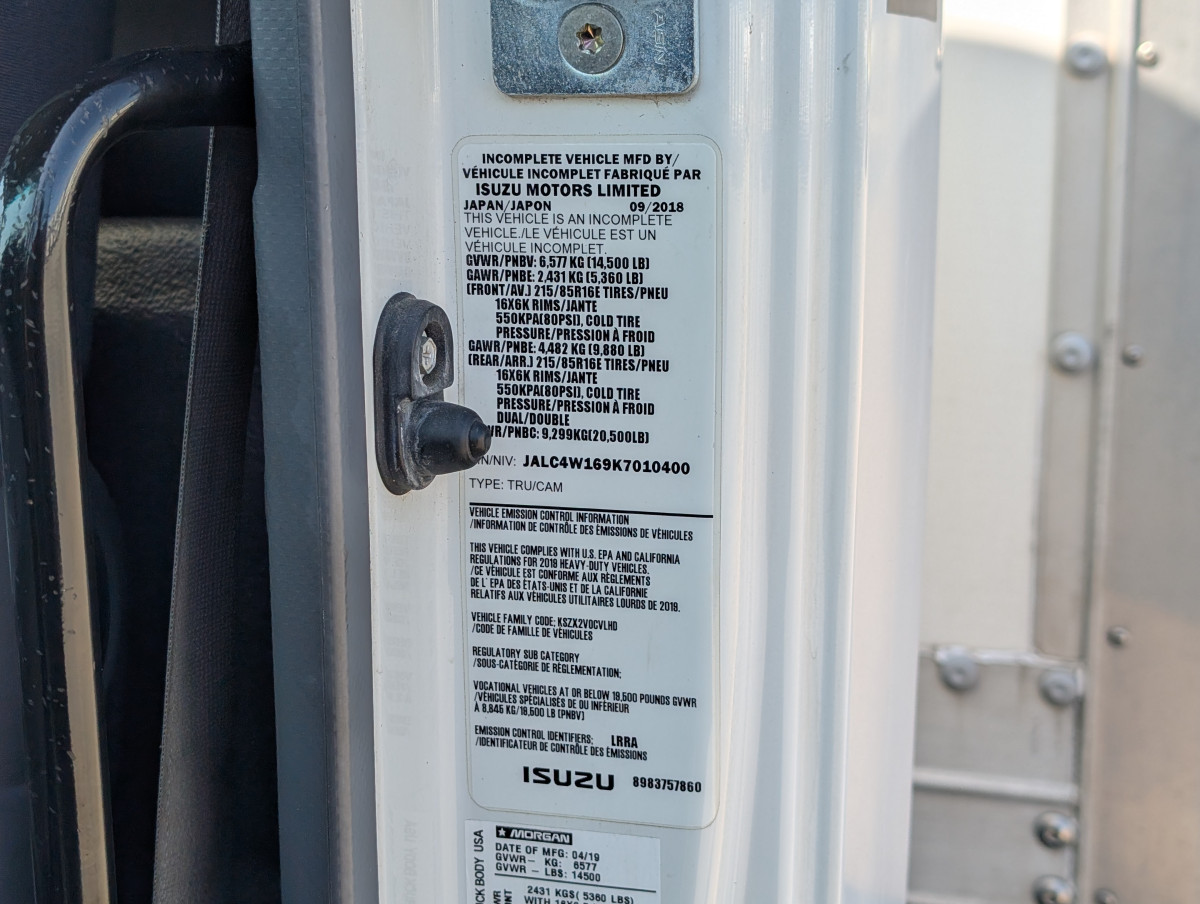 INCOMPLETE VEHICLE MFD BY/
VÉHICULE INCOMPLET FABRIQUÉ PAR
ISUZU MOTORS LIMITED
JAPAN/JAPON 09/2018
THIS VEHICLE IS AN INCOMPLETE
VEHICLE./LE VÉHICULE EST UN
VÉHICULE INCOMPLET.
GVWR/PNBV: 6,577 KG (14,500 LB)
GAWR/PNBE: 2,431 KG (5,360 LB)
(FRONT/AV.) 215/85R16E TIRES/PNEU
16X6K RIMS/JANTE
550KPA(80PSI), COLD TIRE
PRESSURE/PRESSION À FROID
GAWR/PNBE: 4,482 KG (9,880 LB)
(REAR/ARR.) 215/85R16E TIRES/PNEU
16X6K RIMS/JANTE
550KPA(80PSI), COLD TIRE
PRESSURE/PRESSION À FROID
DUAL/DOUBLE
WR/PNBC: 9,299KG(20,500LB)
IN/NIV: JALC4W169K7010400
TYPE: TRU/CAM
VEHICLE EMISSION CONTROL INFORMATION
/INFORMATION DE CONTRÔLE DES ÉMISSIONS DE VÉHICULES
THIS VEHICLE COMPLIES WITH U.S. EPA AND CALIFORNIA
REGULATIONS FOR 2018 HEAVY-DUTY VEHICLES.
/CE VÉHICULE EST CONFORME AUX RÈGLEMENTS
DE L' EPA DES ÉTATS-UNIS ET DE LA CALIFORNIE
RELATIFS AUX VÉHICULES UTILITAIRES LOURDS DE 2018.
VEHICLE FAMILY CODE: KSZX2VOCVLHD
/CODE DE FAMILLE DE VÉHICULES
REGULATORY SUB CATEGORY
/SOUS-CATÉGORIE DE RÉGLEMENTATION:
VOCATIONAL VEHICLES AT OR BELOW 19,500 POUNDS GVWR
/VÉHICULES SPÉCIALISÉS DE OU INFÉRIEUR
À 8,845 KG/19,500 LB (PNBV)
EMISSION CONTROL IDENTIFIERS: LRRA
/IDENTIFICATEUR DE CONTRÔLE DES ÉMISSIONS
ISUZU 8983757860
MORGAN
DATE OF MFG: 04/19
GVWR- KG: 6577
GVWR- LBS: 14500
BODY USA
2431 KGS( 5360 LBS)